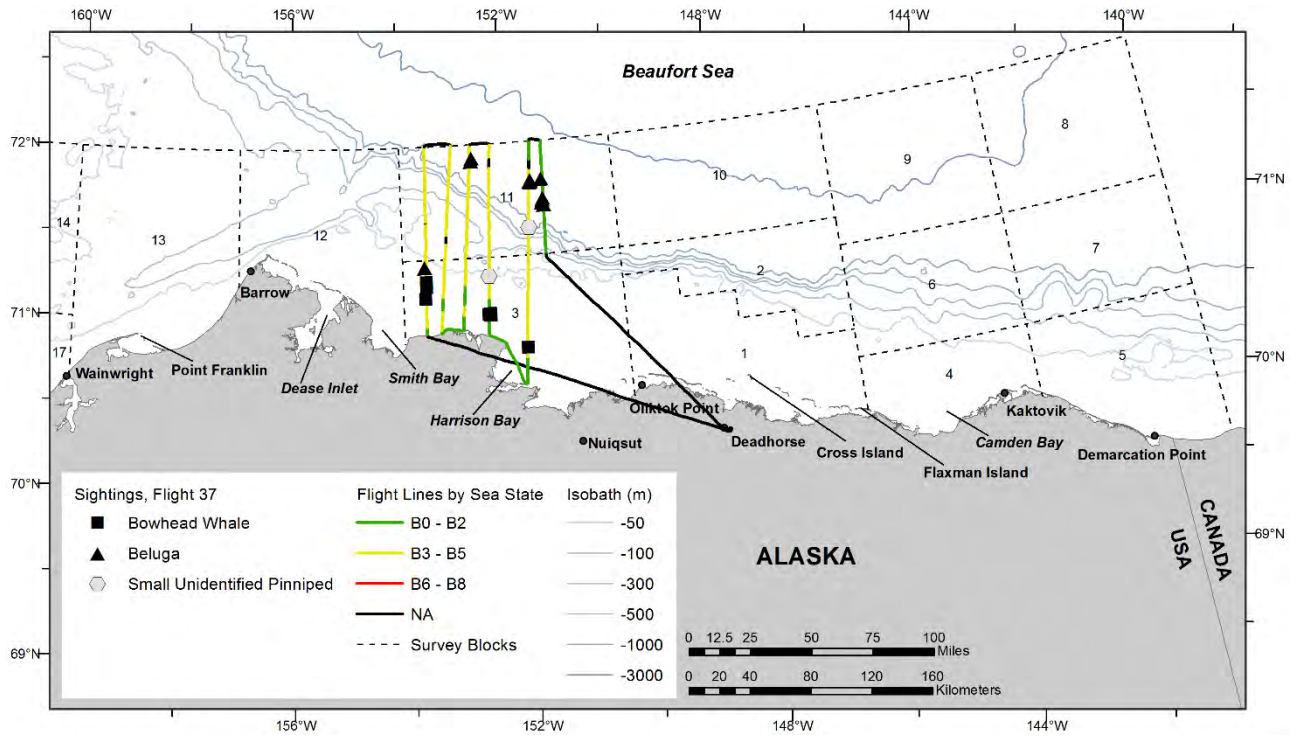 160°W 156°W 152°W 148°W 144°W 140°W
Beaufort Sea
72°N
71°N
70°N
69°N
71°N
70°N
69°N
8
9
10
11
14
13
12
7
2
6
3
1
5
4
17
Barrow
Wainwright
Point Franklin
Dease Inlet
Smith Bay
Harrison Bay
Oliktok Point
Nuiqsut
Deadhorse
Cross Island
Flaxman Island
Kaktovik
Camden Bay
Demarcation Point
CANADA
USA
ALASKA
Sightings, Flight 37
Bowhead Whale
Beluga
Small Unidentified Pinniped
Flight Lines by Sea State
B0 - B2
B3 - B5
B6 - B8
NA
Survey Blocks
Isobath (m)
-50
-100
-300
-500
-1000
-3000
0 12.5 25 50 75 100
Miles
0 20 40 80 120 160
Kilometers
156°W 152°W 148°W 144°W